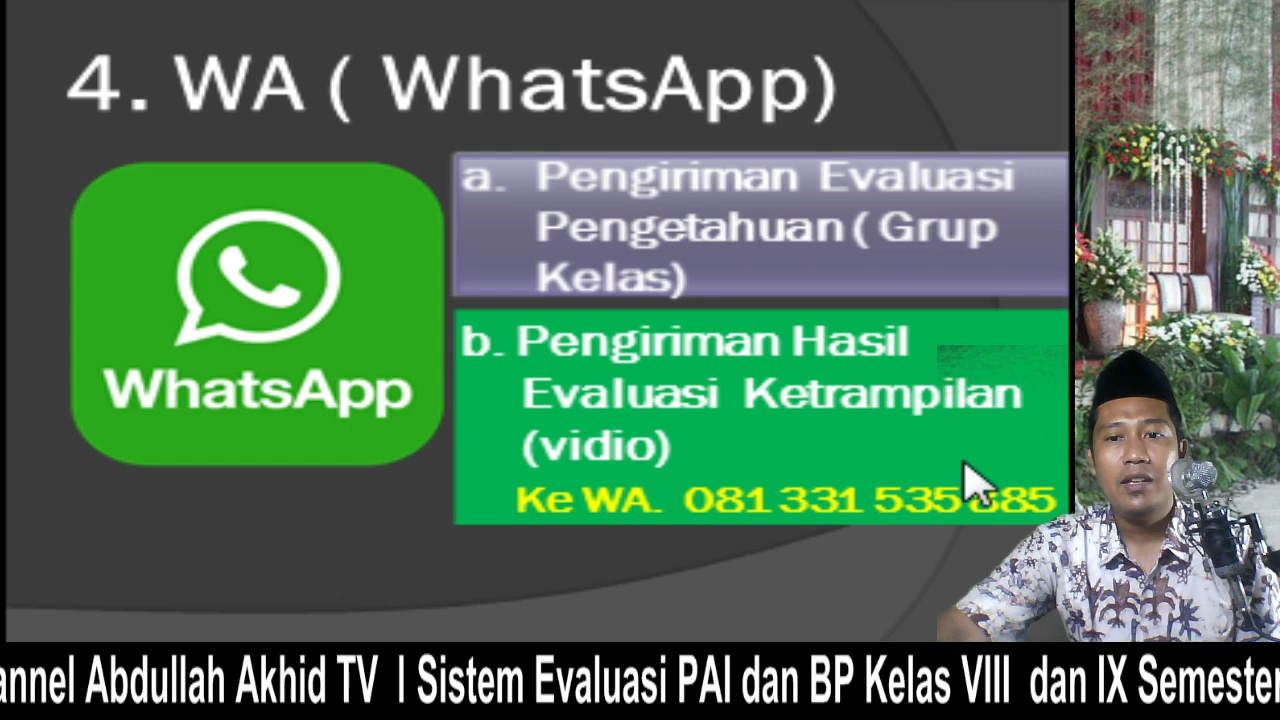 4. WA ( WhatsApp)
WhatsApp
a. Pengiriman Evaluasi
Pengetahuan ( Grup
Kelas)
b. Pengiriman Hasil
Evaluasi Ketrampilan
(vidio)
Ke WA. 081 331 535
annel Abdullah Akhid TV I Sistem Evaluasi PAI dan BP Kelas VIII dan IX Semester